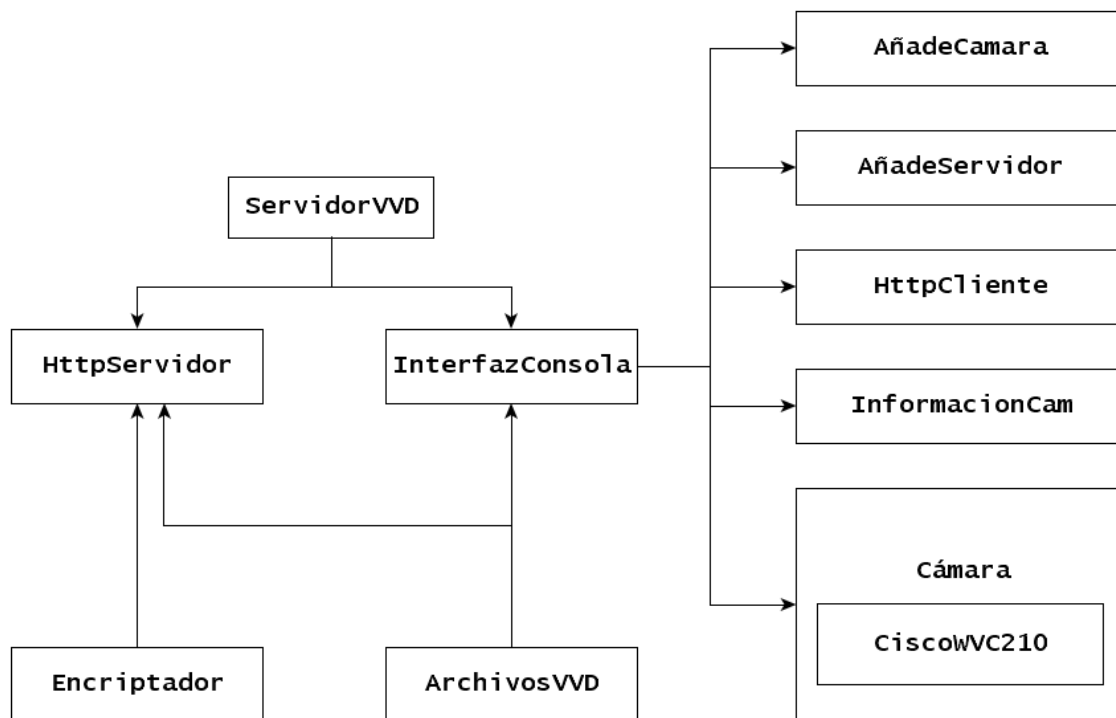 AñadeCamara
AñadeServidor
ServidorVVD
HttpCliente
HttpServidor
InterfazConsola
InformacionCam
Cámara
CiscoWVC210
Encriptador
ArchivosVVD